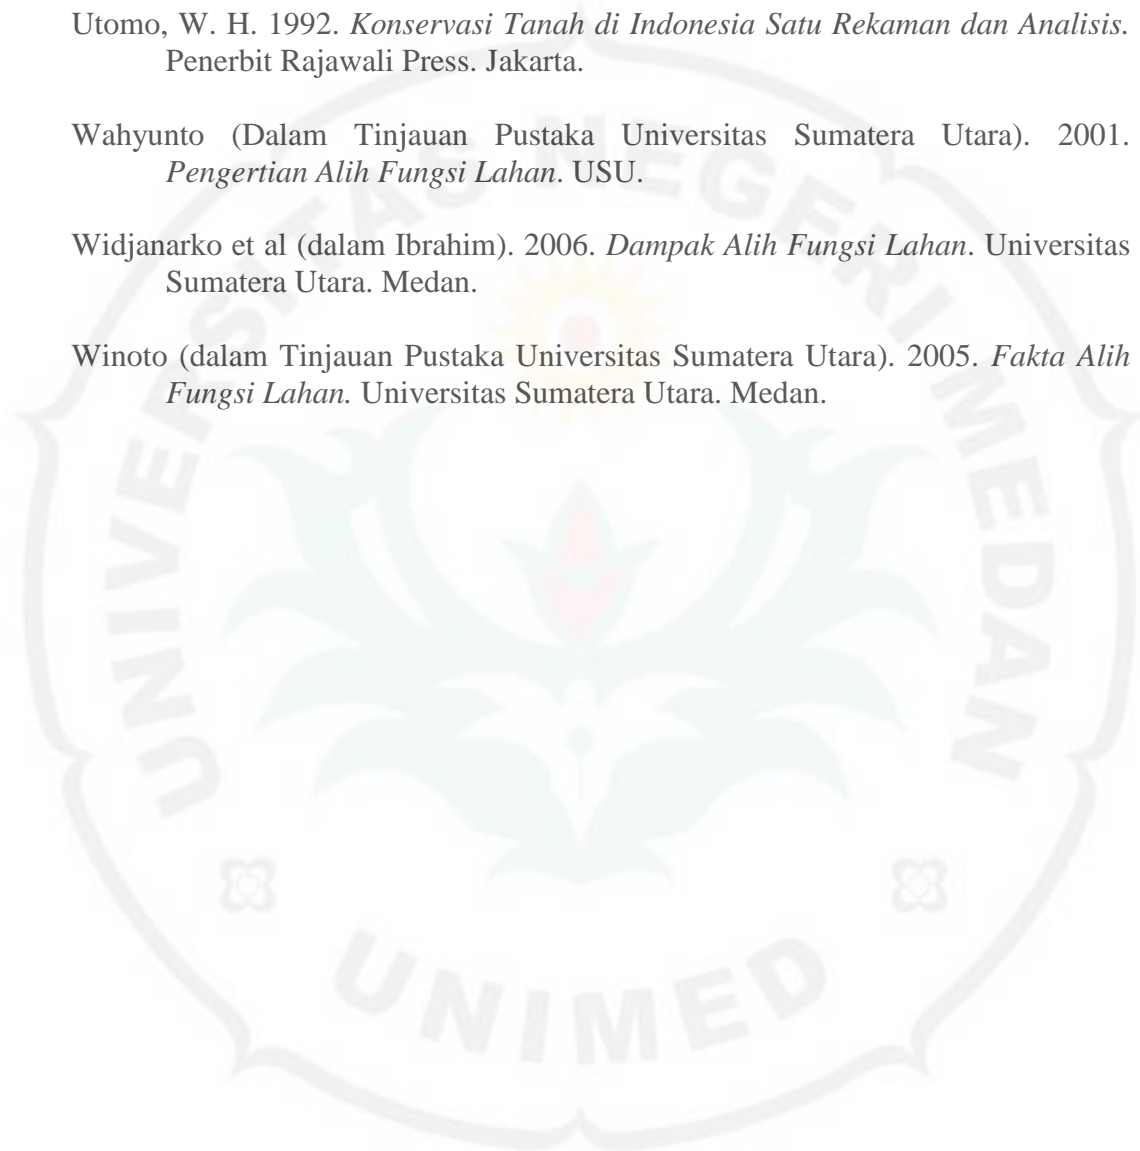 Utomo, W. H. 1992. Konservasi Tanah di Indonesia Satu Rekaman dan Analisis.
Penerbit Rajawali Press. Jakarta.
Wahyunto (Dalam Tinjauan Pustaka Universitas Sumatera Utara). 2001.
Pengertian Alih Fungsi Lahan. USU.
Widjanarko et al (dalam Ibrahim). 2006. Dampak Alih Fungsi Lahan. Universitas
Sumatera Utara. Medan.
Winoto (dalam Tinjauan Pustaka Universitas Sumatera Utara). 2005. Fakta Alih
Fungsi Lahan. Universitas Sumatera Utara. Medan.
UNIVERSITAS NEGERI MEDAN
UNIMED